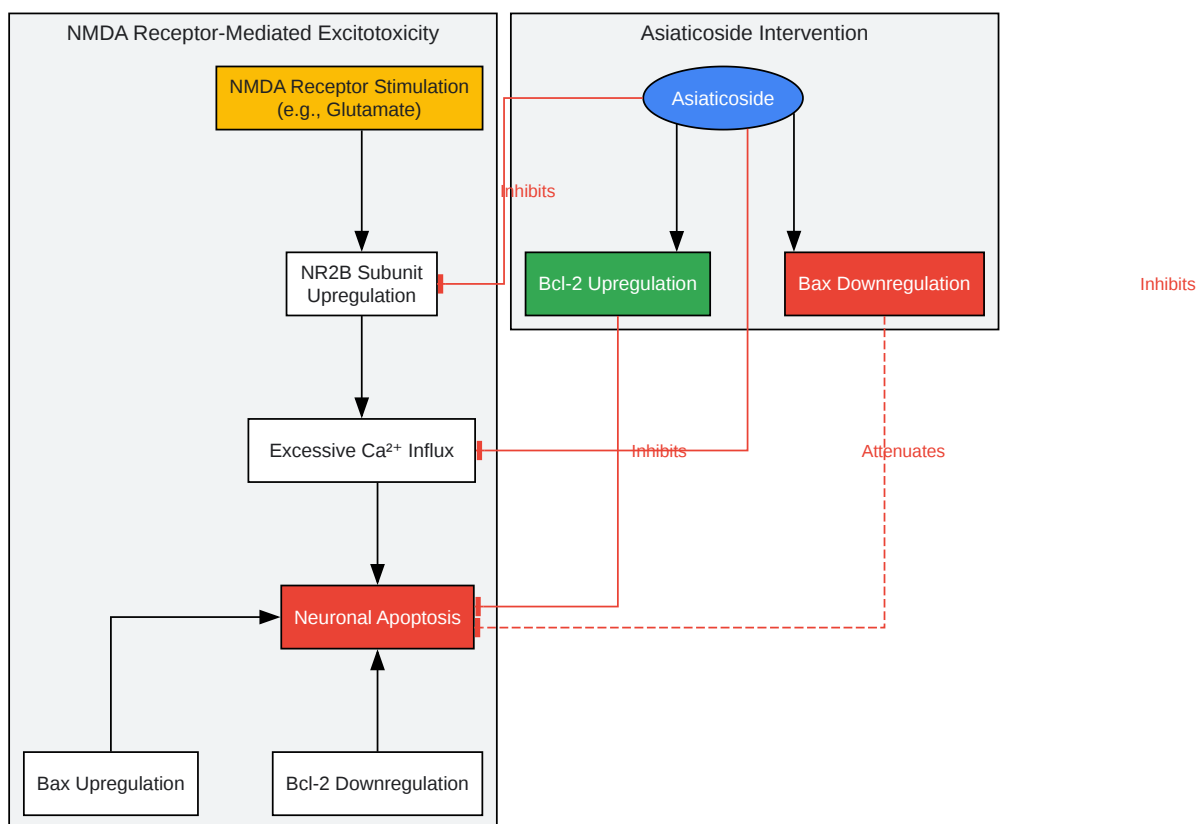 NMDA Receptor-Mediated Excitotoxicity
Asiaticoside Intervention
NMDA Receptor Stimulation
(e.g., Glutamate)
Asiaticoside
Inhibits
NR2B Subunit
Upregulation
Bcl-2 Upregulation
Bax Downregulation
Inhibits
Excessive Ca²⁺ Influx
Inhibits
Attenuates
Neuronal Apoptosis
Bax Upregulation
Bcl-2 Downregulation